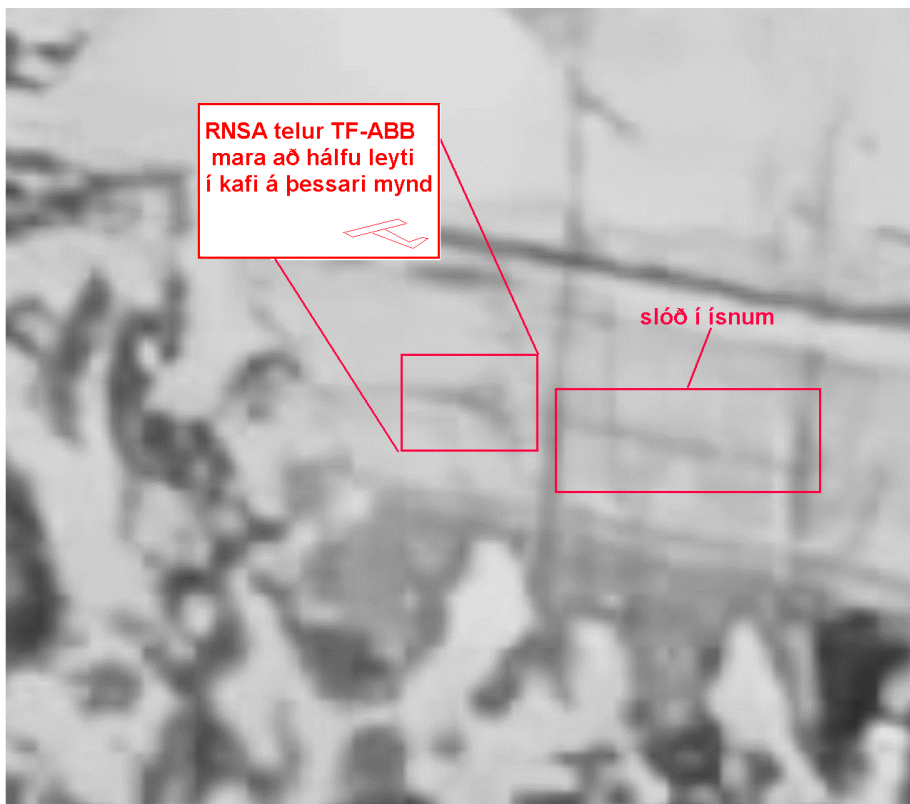 RNSA telur TF-ABB
mara að hálfu leyti
í kafi á þessari mynd
slóð í ísnum